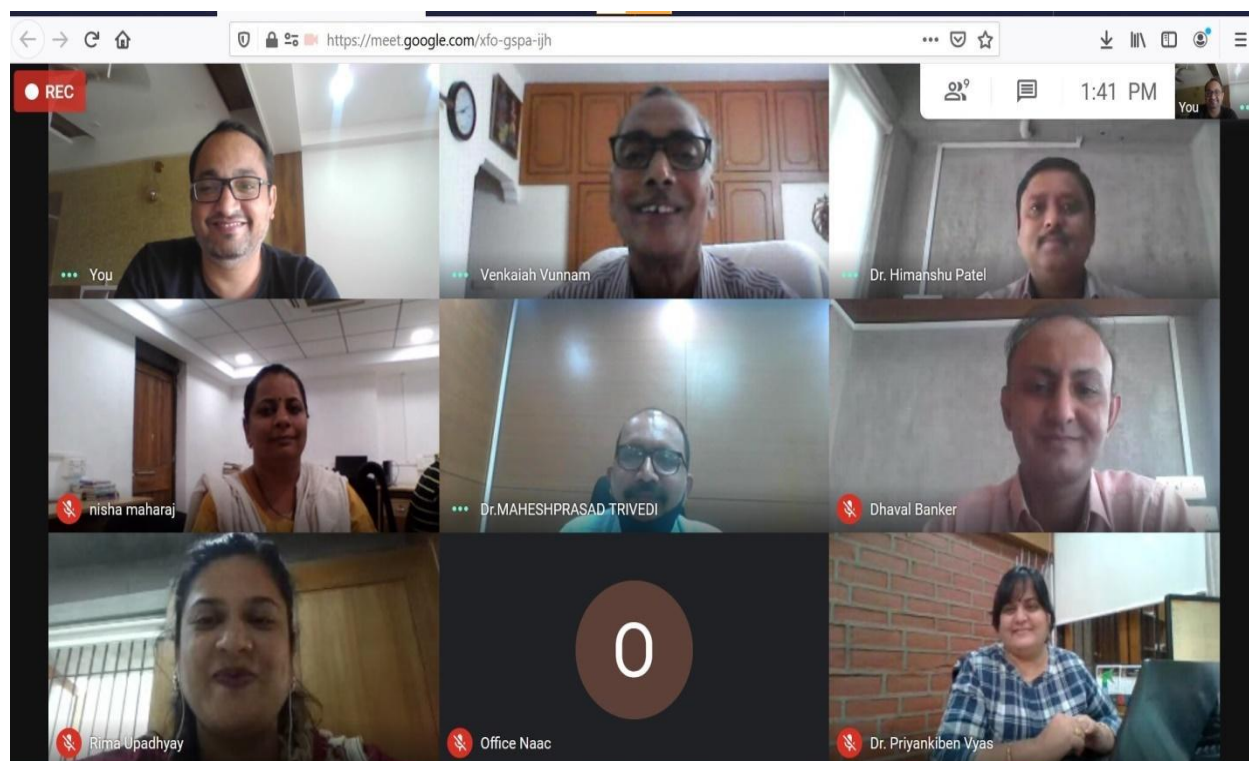 https://meet.google.com/xfo-gspa-ijh
REC
9
1:41 PM
You
You
Venkaiah Vunnam
Dr. Himanshu Patel
nisha maharaj
Dr.MAHESHPRASAD TRIVEDI
Dhaval Banker
Rima Upadhyay
O
Office Naac
Dr. Priyankiben Vyas